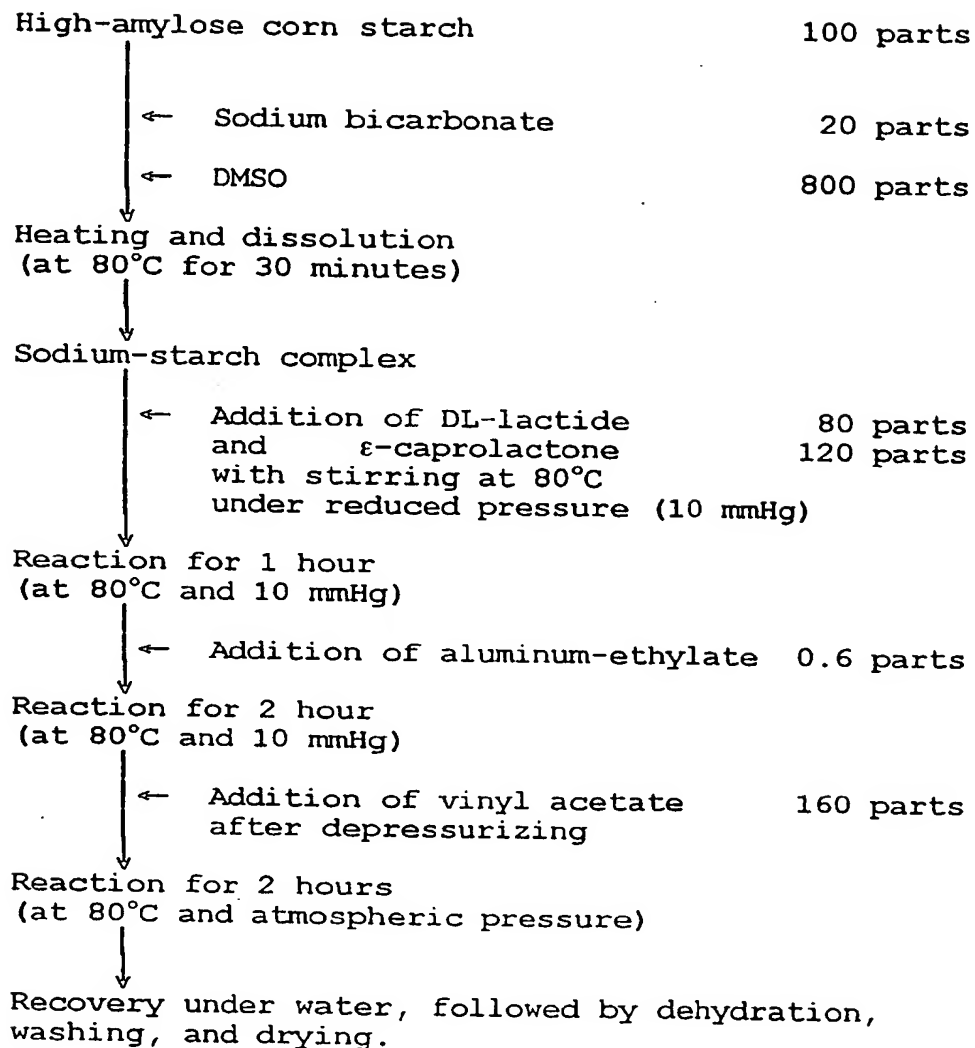 High-amylose corn starch 100 parts
← Sodium bicarbonate 20 parts
← DMSO 800 parts
Heating and dissolution
(at 80°C for 30 minutes)
Sodium-starch complex
← Addition of DL-lactide 80 parts
and ε-caprolactone 120 parts
with stirring at 80°C
under reduced pressure (10 mmHg)
Reaction for 1 hour
(at 80°C and 10 mmHg)
← Addition of aluminum-ethylate 0.6 parts
Reaction for 2 hour
(at 80°C and 10 mmHg)
← Addition of vinyl acetate 160 parts
after depressurizing
Reaction for 2 hours
(at 80°C and atmospheric pressure)
Recovery under water, followed by dehydration,
washing, and drying.